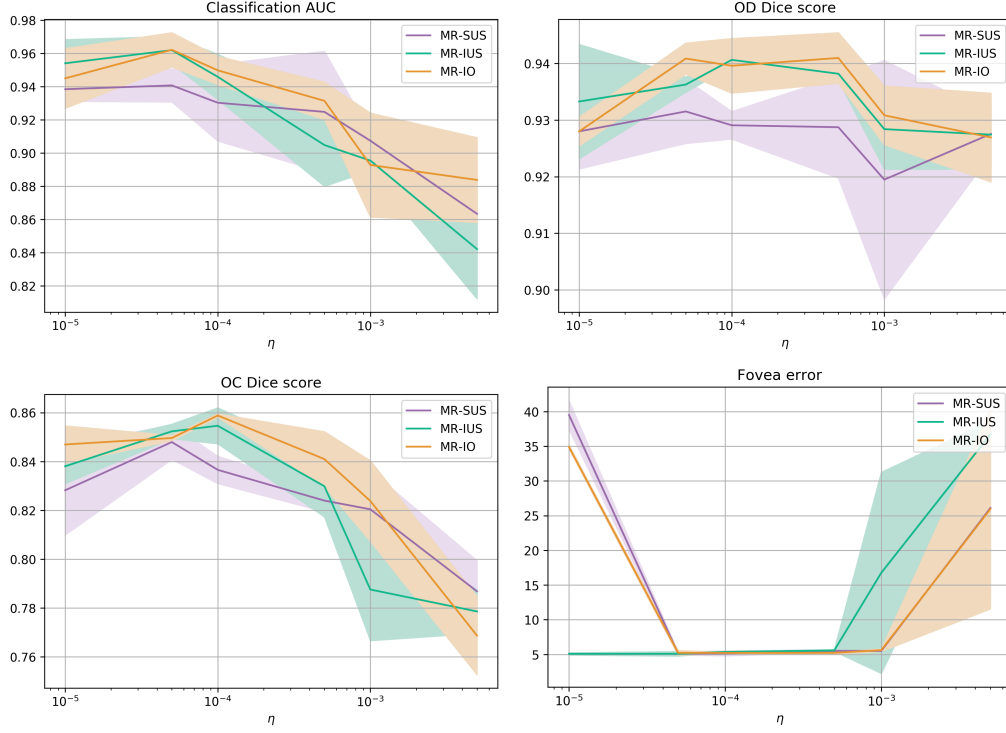 Classification AUC
0.98
0.96
0.94
0.92
0.90
0.88
0.86
0.84
0.82
MR-SUS
MR-IUS
MR-IO
10⁻⁵
10⁻⁴
10⁻³
η
OD Dice score
0.94
0.93
0.92
0.91
0.90
MR-SUS
MR-IUS
MR-IO
10⁻⁵
10⁻⁴
10⁻³
η
OC Dice score
0.86
0.84
0.82
0.80
0.78
0.76
MR-SUS
MR-IUS
MR-IO
10⁻⁵
10⁻⁴
10⁻³
η
Fovea error
40
35
30
25
20
15
10
5
MR-SUS
MR-IUS
MR-IO
10⁻⁵
10⁻⁴
10⁻³
η